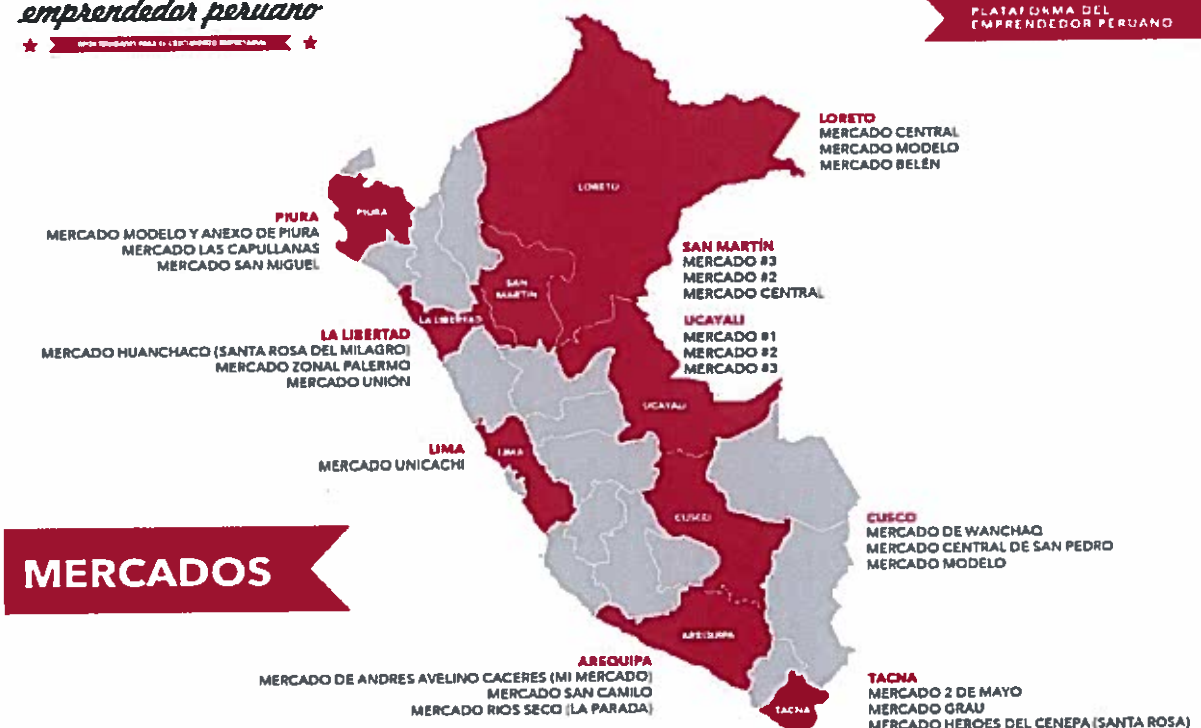 emprendedor peruano
PLATAFORMA DEL
EMPRENDEDOR PERUANO
LORETO
MERCADO CENTRAL
MERCADO MODELO
MERCADO BELÉN
LORETO
PIURA
PIURA
MERCADO MODELO Y ANEXO DE PIURA
MERCADO LAS CAPULLANAS
MERCADO SAN MIGUEL
SAN MARTÍN
MERCADO #3
MERCADO #2
MERCADO CENTRAL
SAN
MARTÍN
LA LIBERTAD
LA LIBERTAD
MERCADO HUANCHACO (SANTA ROSA DEL MILAGRO)
MERCADO ZONAL PALERMO
MERCADO UNIÓN
UCAYALI
MERCADO #1
MERCADO #2
MERCADO #3
UCAYALI
LIMA
LIMA
MERCADO UNICACHI
CUSCO
CUSCO
MERCADO DE WANCHAQ
MERCADO CENTRAL DE SAN PEDRO
MERCADO MODELO
MERCADOS
AREQUIPA
AREQUIPA
MERCADO DE ANDRES AVELINO CACERES (MI MERCADO)
MERCADO SAN CAMILO
MERCADO RIOS SECO (LA PARADA)
TACNA
TACNA
MERCADO 2 DE MAYO
MERCADO GRAU
MERCADO HEROES DEL CENEPA (SANTA ROSA)